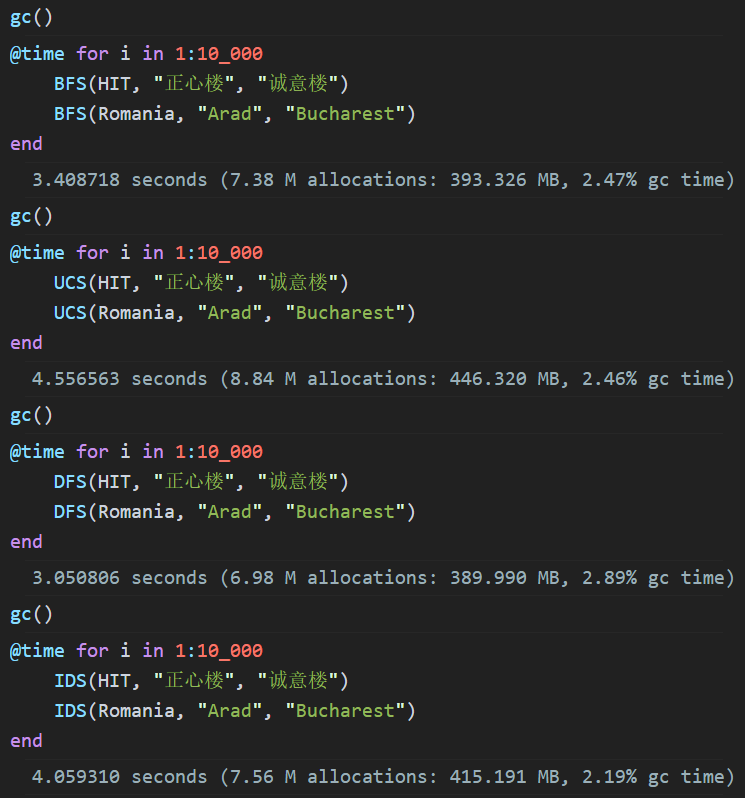 gc()
@time for i in 1:10_000
    BFS(HIT, "正心楼", "诚意楼")
    BFS(Romania, "Arad", "Bucharest")
end
  3.408718 seconds (7.38 M allocations: 393.326 MB, 2.47% gc time)
gc()
@time for i in 1:10_000
    UCS(HIT, "正心楼", "诚意楼")
    UCS(Romania, "Arad", "Bucharest")
end
  4.556563 seconds (8.84 M allocations: 446.320 MB, 2.46% gc time)
gc()
@time for i in 1:10_000
    DFS(HIT, "正心楼", "诚意楼")
    DFS(Romania, "Arad", "Bucharest")
end
  3.050806 seconds (6.98 M allocations: 389.990 MB, 2.89% gc time)
gc()
@time for i in 1:10_000
    IDS(HIT, "正心楼", "诚意楼")
    IDS(Romania, "Arad", "Bucharest")
end
  4.059310 seconds (7.56 M allocations: 415.191 MB, 2.19% gc time)